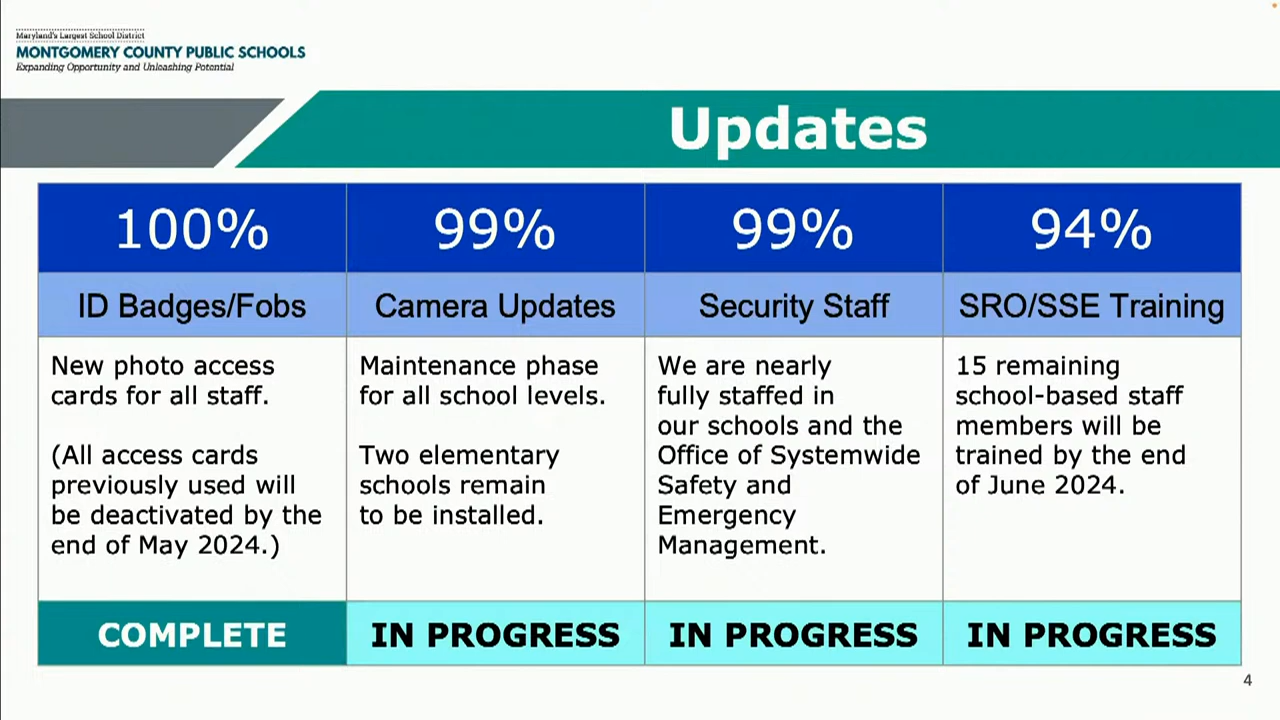 Maryland's Largest School District
MONTGOMERY COUNTY PUBLIC SCHOOLS
Expanding Opportunity and Unleashing Potential
Updates
100%
99%
99%
94%
ID Badges/Fobs
Camera Updates
Security Staff
SRO/SSE Training
New photo access
cards for all staff.
(All access cards
previously used will
be deactivated by the
end of May 2024.)
Maintenance phase
for all school levels.
Two elementary
schools remain
to be installed.
We are nearly
fully staffed in
our schools and the
Office of Systemwide
Safety and
Emergency
Management.
15 remaining
school-based staff
members will be
trained by the end
of June 2024.
COMPLETE
IN PROGRESS
IN PROGRESS
IN PROGRESS
4